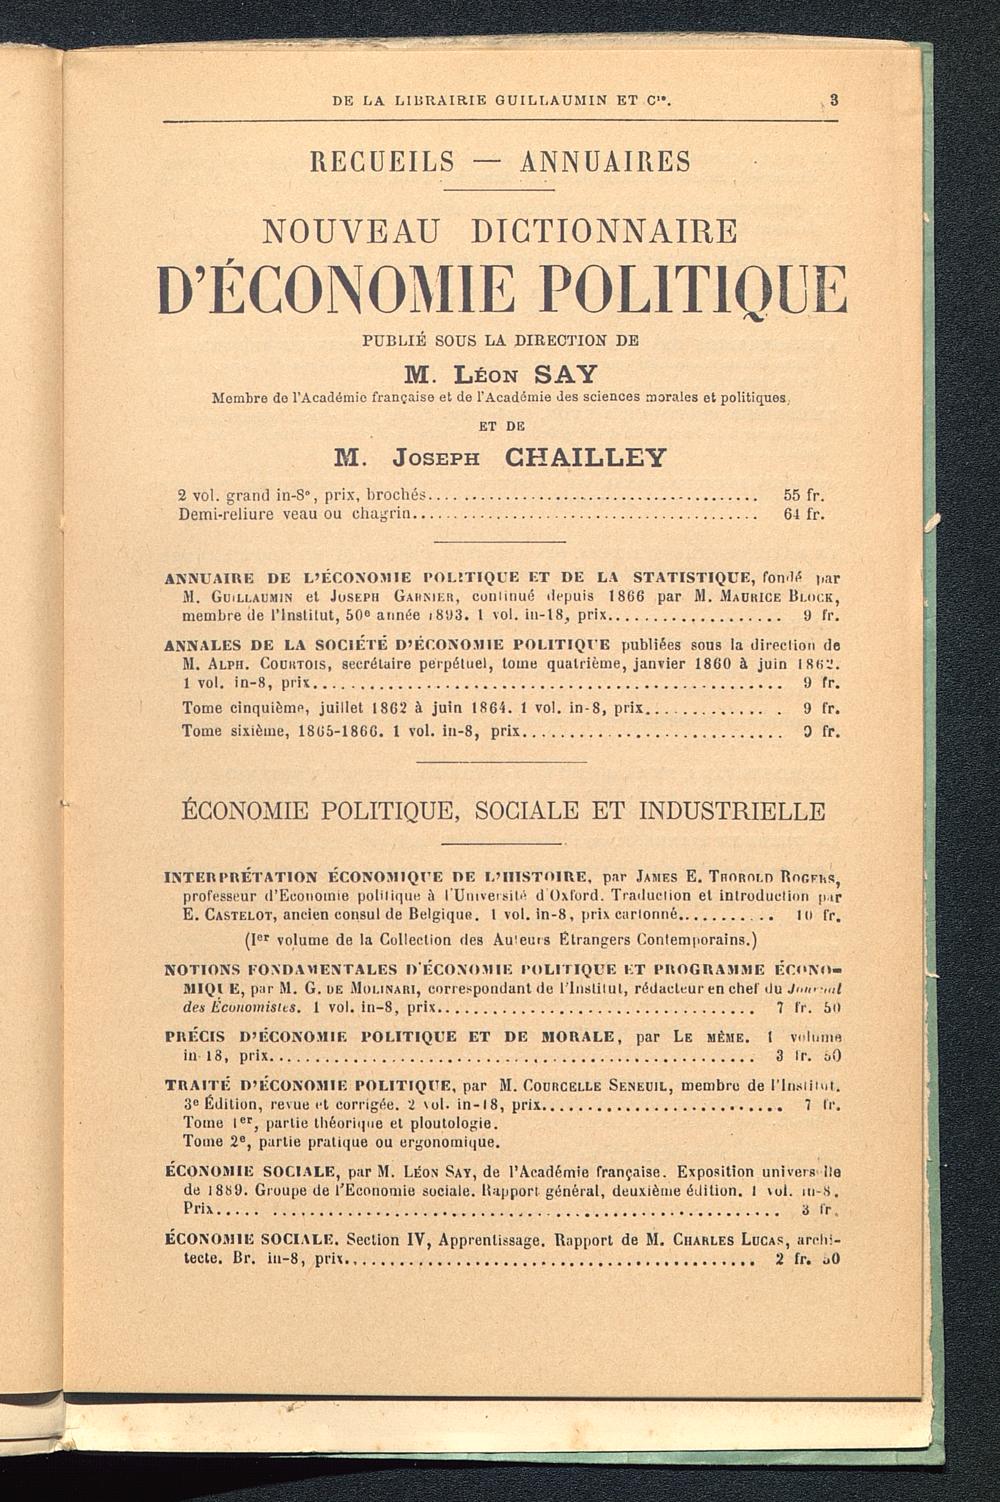 DE LA LIBRAIRIE GUILLAUMIN ET Cie. 3
RECUEILS — ANNUAIRES
NOUVEAU DICTIONNAIRE
D'ÉCONOMIE POLITIQUE
PUBLIÉ SOUS LA DIRECTION DE
M. LÉON SAY
Membre de l'Académie française et de l'Académie des sciences morales et politiques,
ET DE
M. JOSEPH CHAILLEY
2 vol. grand in-8°, prix, brochés........................................ 55 fr.
Demi-reliure veau ou chagrin........................................ 64 fr.
ANNUAIRE DE L'ÉCONOMIE POLITIQUE ET DE LA STATISTIQUE, fondé par
M. GUILLAUMIN et JOSEPH GARNIER, continué depuis 1866 par M. MAURICE BLOCK,
membre de l'Institut, 50e année 1893. 1 vol. in-18, prix................... 9 fr.
ANNALES DE LA SOCIÉTÉ D'ÉCONOMIE POLITIQUE publiées sous la direction de
M. ALPH. COURTOIS, secrétaire perpétuel, tome quatrième, janvier 1860 à juin 1862.
1 vol. in-8, prix.................................................. 9 fr.
Tome cinquième, juillet 1862 à juin 1864. 1 vol. in-8, prix.............. 9 fr.
Tome sixième, 1865-1866. 1 vol. in-8, prix............................. 9 fr.
ÉCONOMIE POLITIQUE, SOCIALE ET INDUSTRIELLE
INTERPRÉTATION ÉCONOMIQUE DE L'HISTOIRE, par JAMES E. THOROLD ROGERS,
professeur d'Economie politique à l'Université d'Oxford. Traduction et introduction par
E. CASTELOT, ancien consul de Belgique. 1 vol. in-8, prix cartonné........... 10 fr.
(Ier volume de la Collection des Auteurs Étrangers Contemporains.)
NOTIONS FONDAMENTALES D'ÉCONOMIE POLITIQUE ET PROGRAMME ÉCONO-
MIQUE, par M. G. DE MOLINARI, correspondant de l'Institut, rédacteur en chef du Journal
des Économistes. 1 vol. in-8, prix................................. 7 fr. 50
PRÉCIS D'ÉCONOMIE POLITIQUE ET DE MORALE, par LE MÊME. 1 volume
in-18, prix.................................................. 3 fr. 50
TRAITÉ D'ÉCONOMIE POLITIQUE, par M. COURCELLE SENEUIL, membre de l'Institut.
3e Édition, revue et corrigée. 2 vol. in-18, prix.......................... 7 fr.
Tome 1er, partie théorique et ploutologie.
Tome 2e, partie pratique ou ergonomique.
ÉCONOMIE SOCIALE, par M. LÉON SAY, de l'Académie française. Exposition universelle
de 1889. Groupe de l'Economie sociale. Rapport général, deuxième édition. 1 vol. in-8.
Prix........................................................ 3 fr.
ÉCONOMIE SOCIALE. Section IV, Apprentissage. Rapport de M. CHARLES LUCAS, archi-
tecte. Br. in-8, prix.......................................... 2 fr. 50